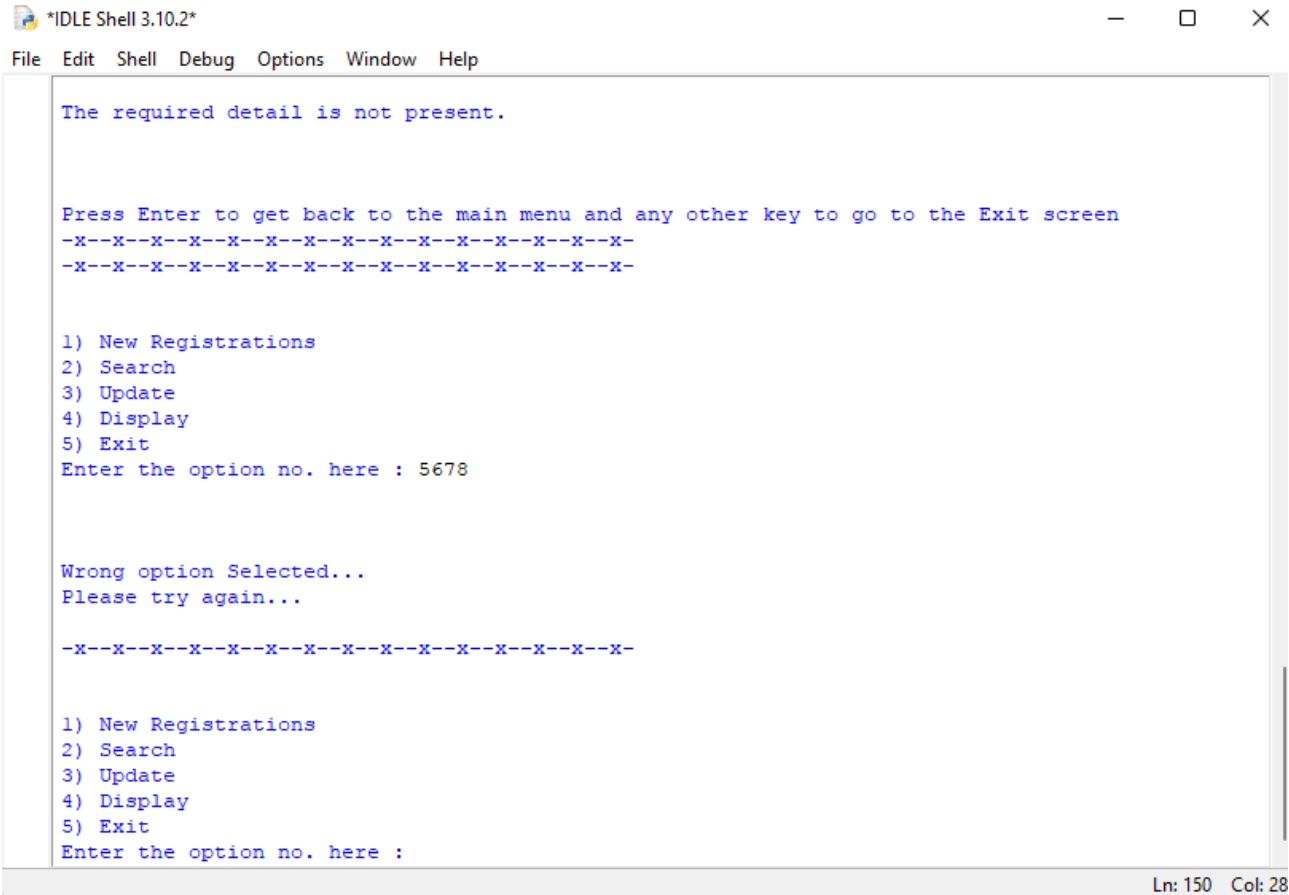 *IDLE Shell 3.10.2*
File Edit Shell Debug Options Window Help
The required detail is not present.
Press Enter to get back to the main menu and any other key to go to the Exit screen
-x--x--x--x--x--x--x--x--x--x--x--x--x--x--x-
-x--x--x--x--x--x--x--x--x--x--x--x--x--x--x-
1) New Registrations
2) Search
3) Update
4) Display
5) Exit
Enter the option no. here : 5678
Wrong option Selected...
Please try again...
-x--x--x--x--x--x--x--x--x--x--x--x--x--x--x-
1) New Registrations
2) Search
3) Update
4) Display
5) Exit
Enter the option no. here :
Ln: 150 Col: 28